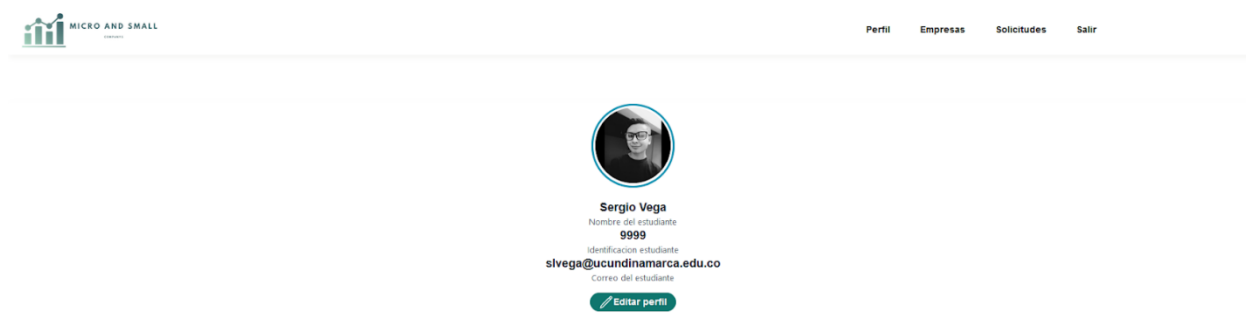 MICRO AND SMALL
COMPANY
Perfil Empresas Solicitudes Salir
Sergio Vega
Nombre del estudiante
9999
Identificacion estudiante
slvega@ucundinamarca.edu.co
Correo del estudiante
Editar perfil